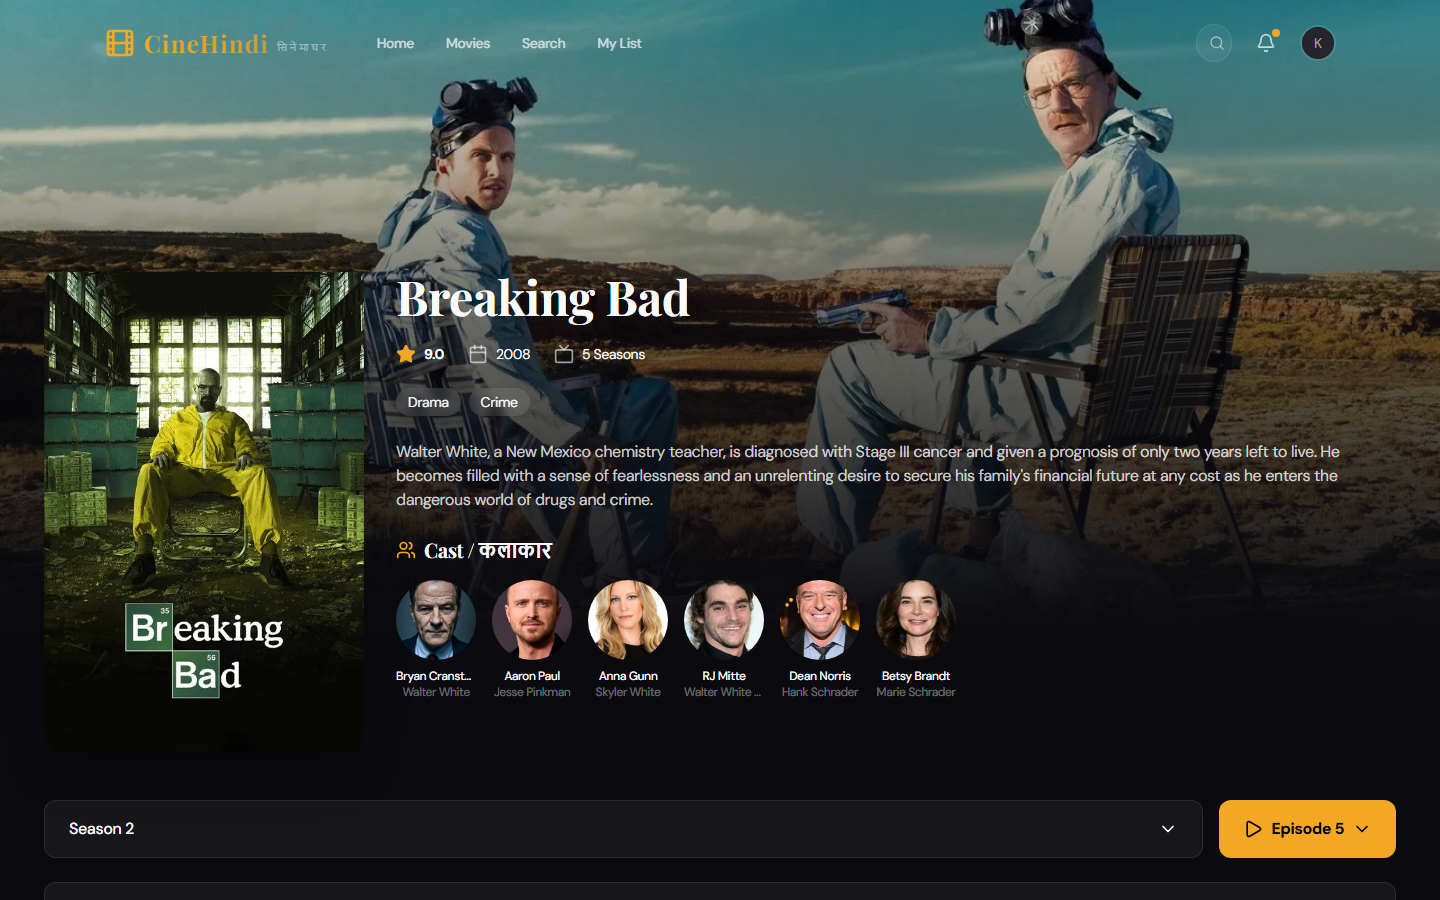 CineHindi सिनेमाघर Home Movies Search My List K
Breaking Bad
9.0 2008 5 Seasons
Drama Crime
Walter White, a New Mexico chemistry teacher, is diagnosed with Stage III cancer and given a prognosis of only two years left to live. He
becomes filled with a sense of fearlessness and an unrelenting desire to secure his family's financial future at any cost as he enters the
dangerous world of drugs and crime.
Cast / कलाकार
35
Breaking
56
Bad
Bryan Cranst... Aaron Paul Anna Gunn RJ Mitte Dean Norris Betsy Brandt
Walter White Jesse Pinkman Skyler White Walter White ... Hank Schrader Marie Schrader
Season 2 Episode 5